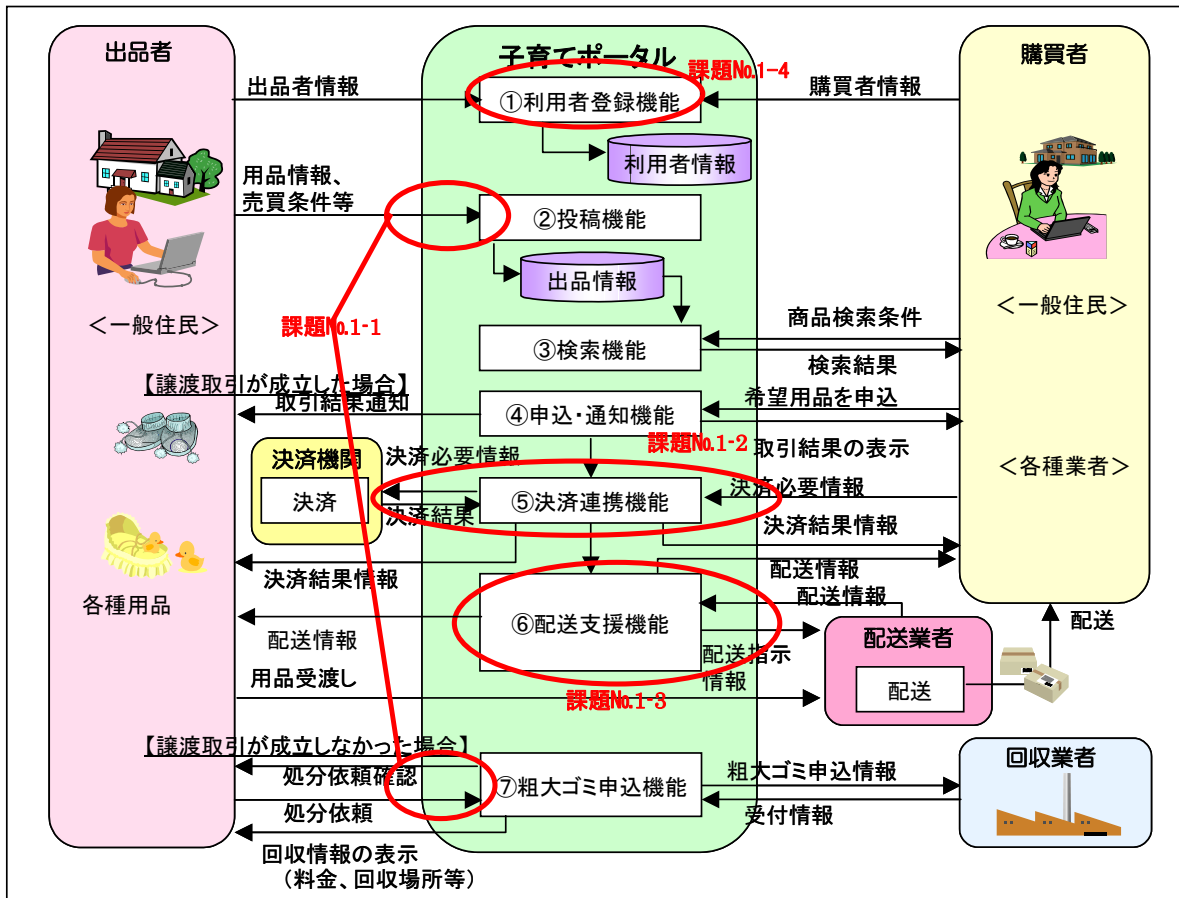 出品者
子育てポータル
購買者
課題No.1-4
出品者情報
①利用者登録機能
購買者情報
利用者情報
用品情報、
売買条件等
②投稿機能
出品情報
＜一般住民＞
＜一般住民＞
課題No.1-1
商品検索条件
③検索機能
検索結果
【譲渡取引が成立した場合】
取引結果通知
④申込・通知機能
希望用品を申込
課題No.1-2
取引結果の表示
決済機関
決済必要情報
＜各種業者＞
決済
⑤決済連携機能
決済必要情報
決済結果
決済結果情報
決済結果情報
配送情報
各種用品
配送情報
⑥配送支援機能
配送情報
配送業者
配送
配送指示
情報
用品受渡し
配送
課題No.1-3
【譲渡取引が成立しなかった場合】
処分依頼確認
⑦粗大ゴミ申込機能
粗大ゴミ申込情報
回収業者
処分依頼
受付情報
回収情報の表示
（料金、回収場所等）